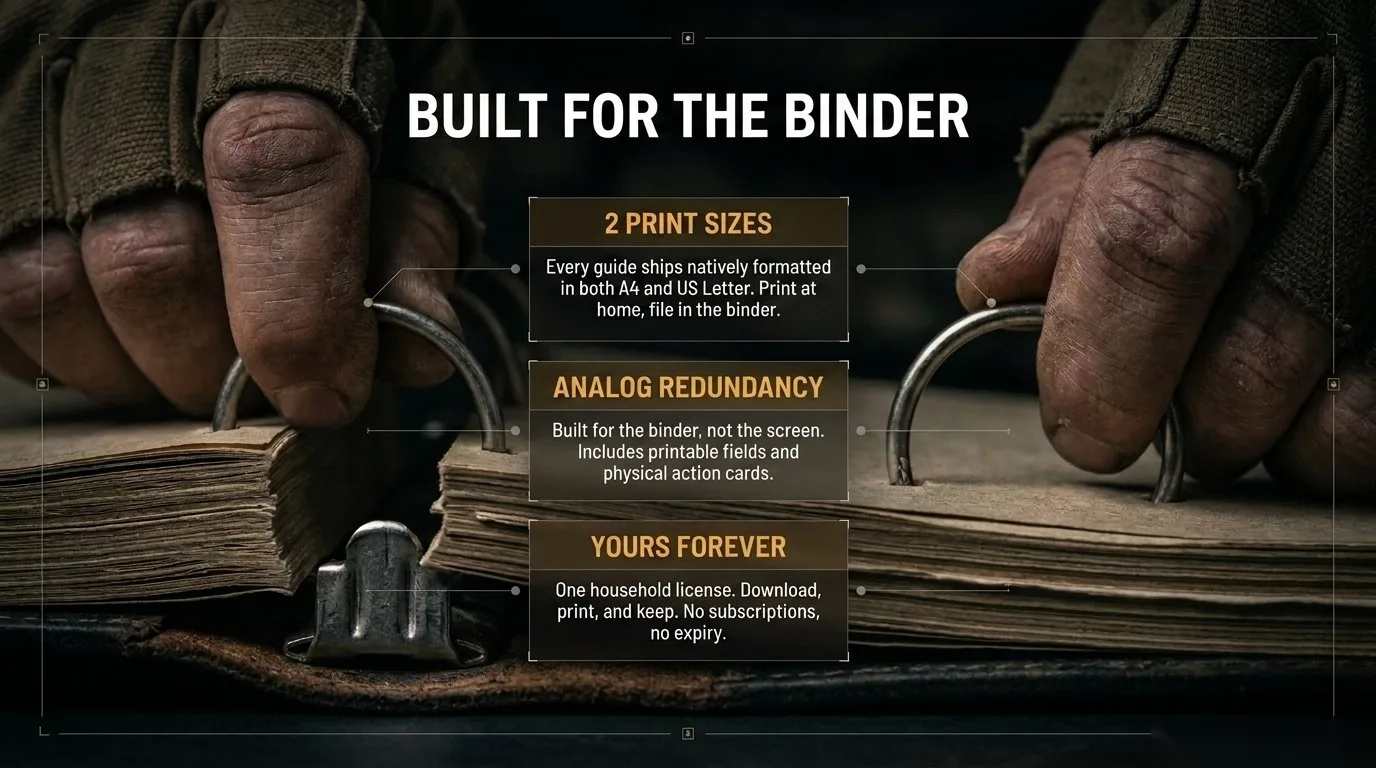 BUILT FOR THE BINDER
2 PRINT SIZES
Every guide ships natively formatted
in both A4 and US Letter. Print at
home, file in the binder.
ANALOG REDUNDANCY
Built for the binder, not the screen.
Includes printable fields and
physical action cards.
YOURS FOREVER
One household license. Download,
print, and keep. No subscriptions,
no expiry.